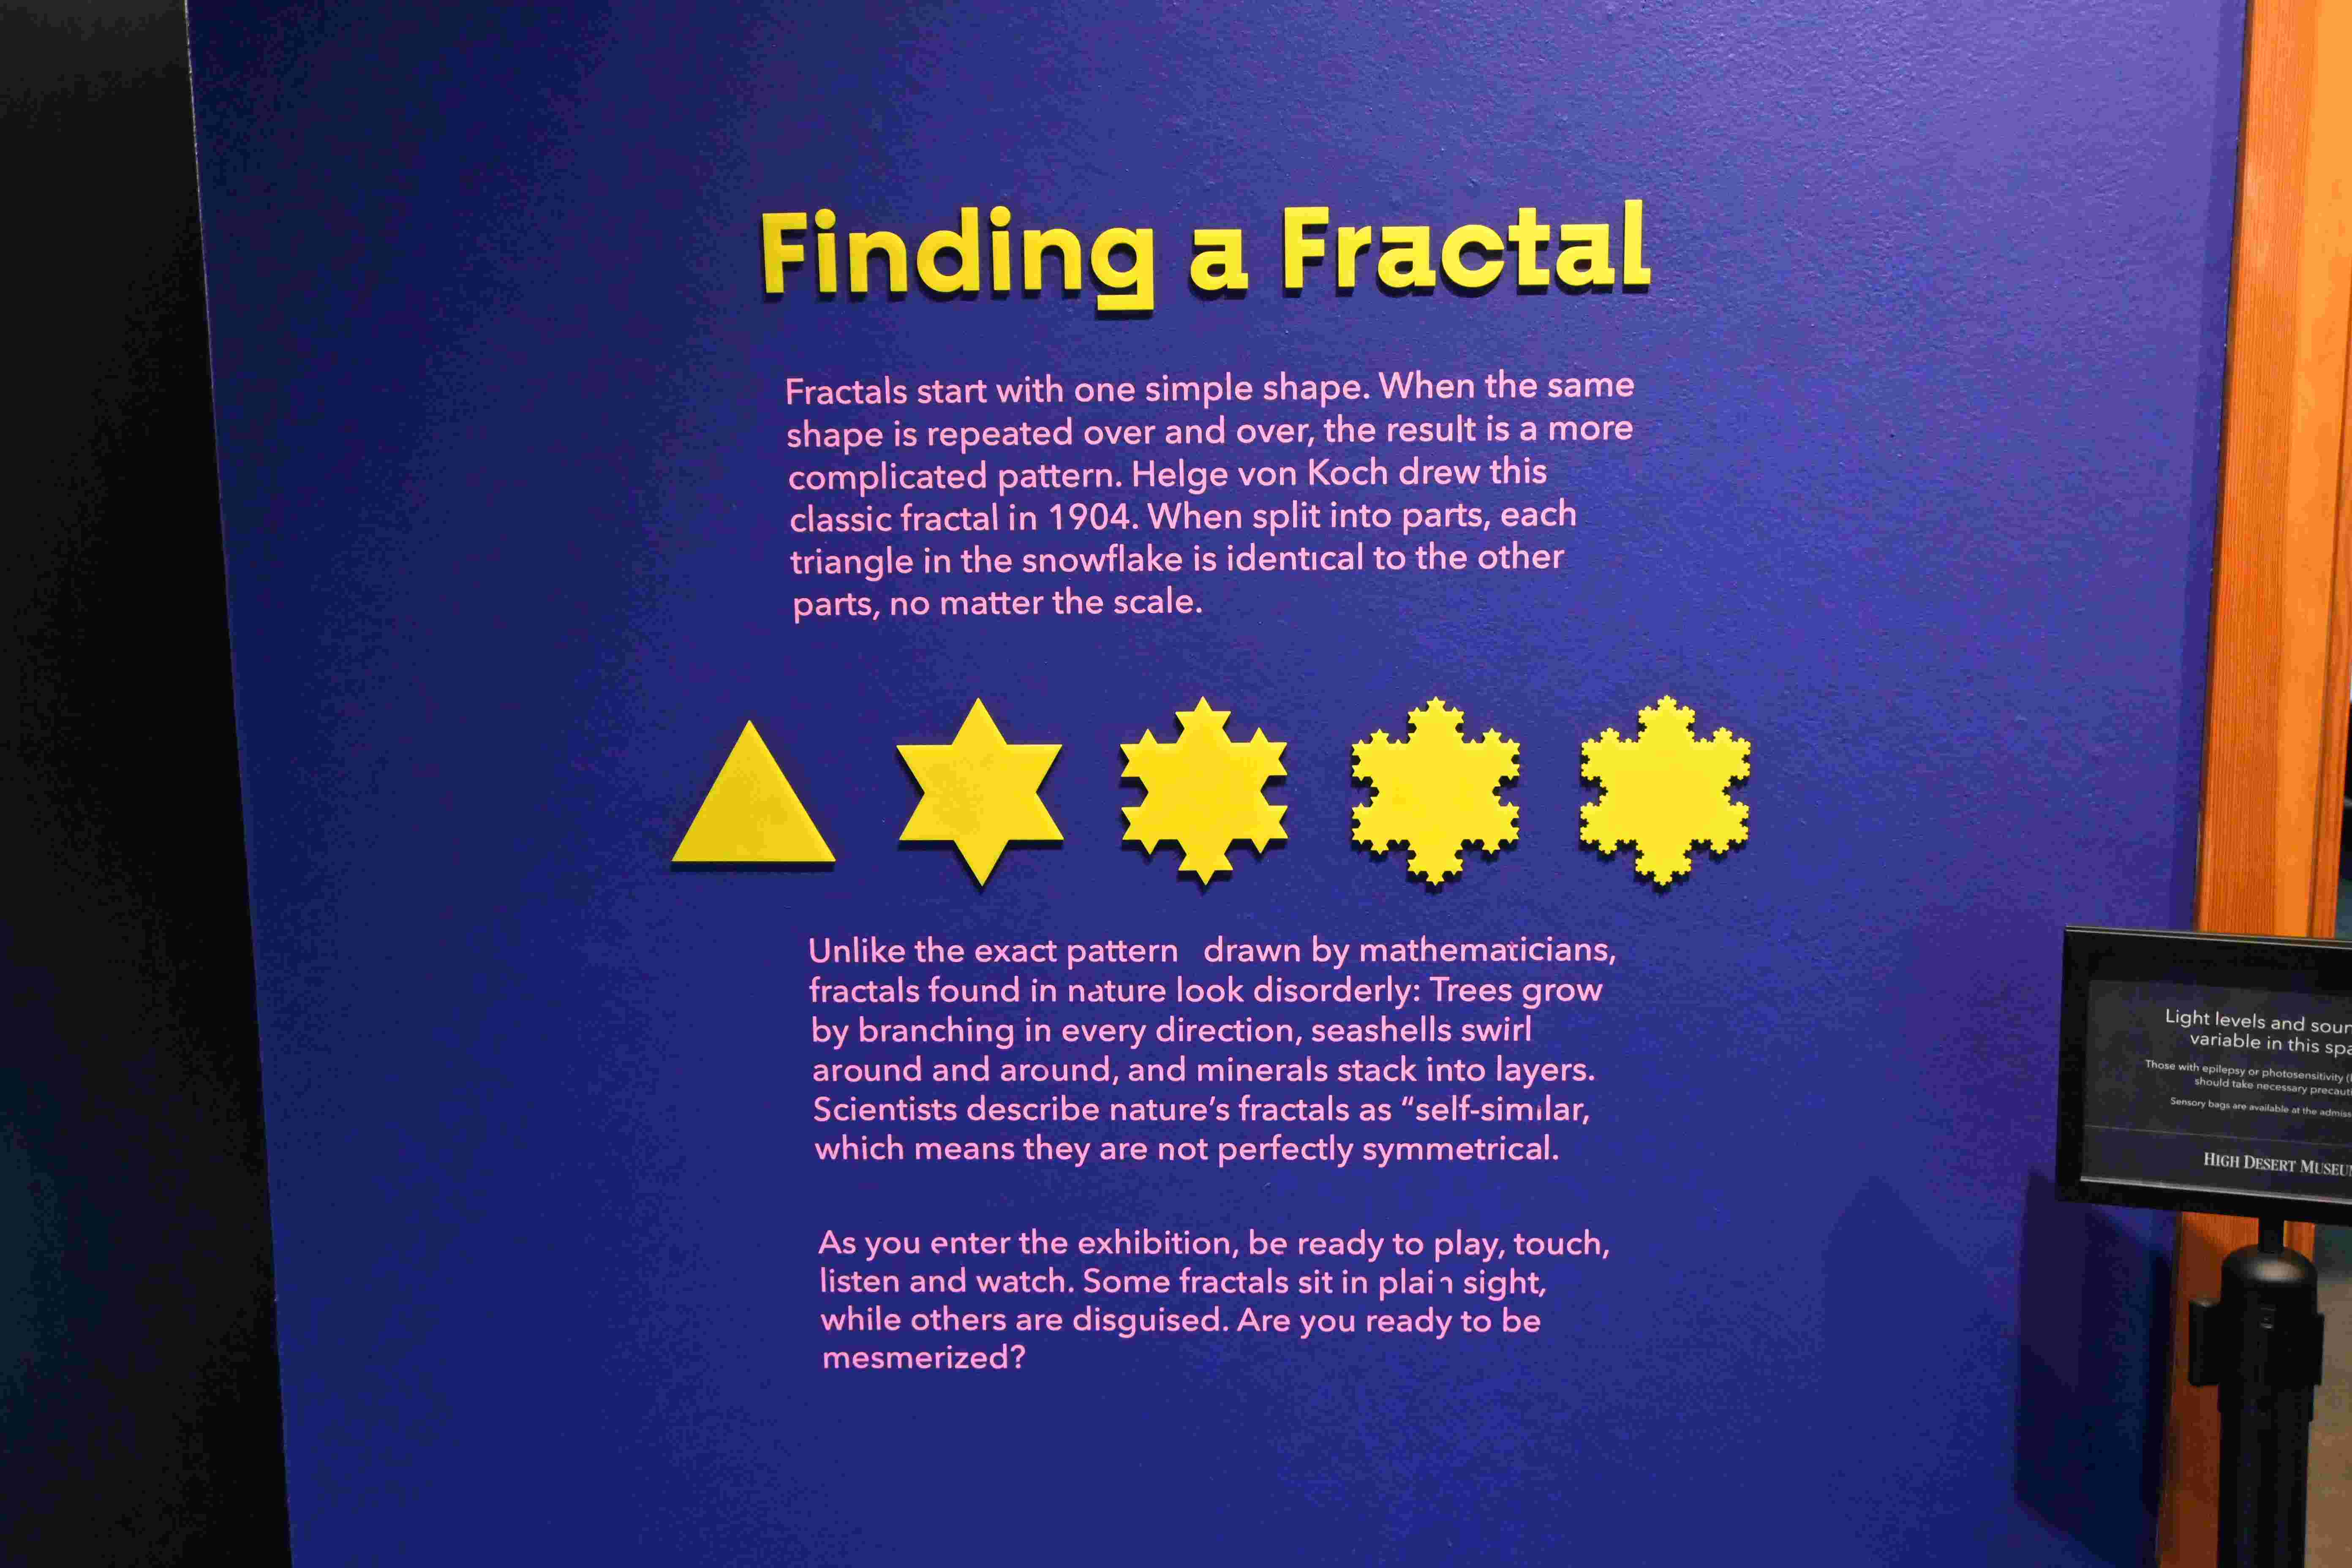 Finding a Fractal
Fractals start with one simple shape. When the same
shape is repeated over and over, the result is a more
complicated pattern. Helge von Koch drew this
classic fractal in 1904. When split into parts, each
triangle in the snowflake is identical to the other
parts, no matter the scale.
Unlike the exact pattern drawn by mathematicians,
fractals found in nature look disorderly: Trees grow
by branching in every direction, seashells swirl
around and around, and minerals stack into layers.
Scientists describe nature's fractals as “self-similar,
which means they are not perfectly symmetrical.
As you enter the exhibition, be ready to play, touch,
listen and watch. Some fractals sit in plain sight,
while others are disguised. Are you ready to be
mesmerized?
Light levels and soun
variable in this spa
Those with epilepsy or photosensitivity (
should take necessary precaut
Sensory bags are available at the admiss
HIGH DESERT MUSEUM